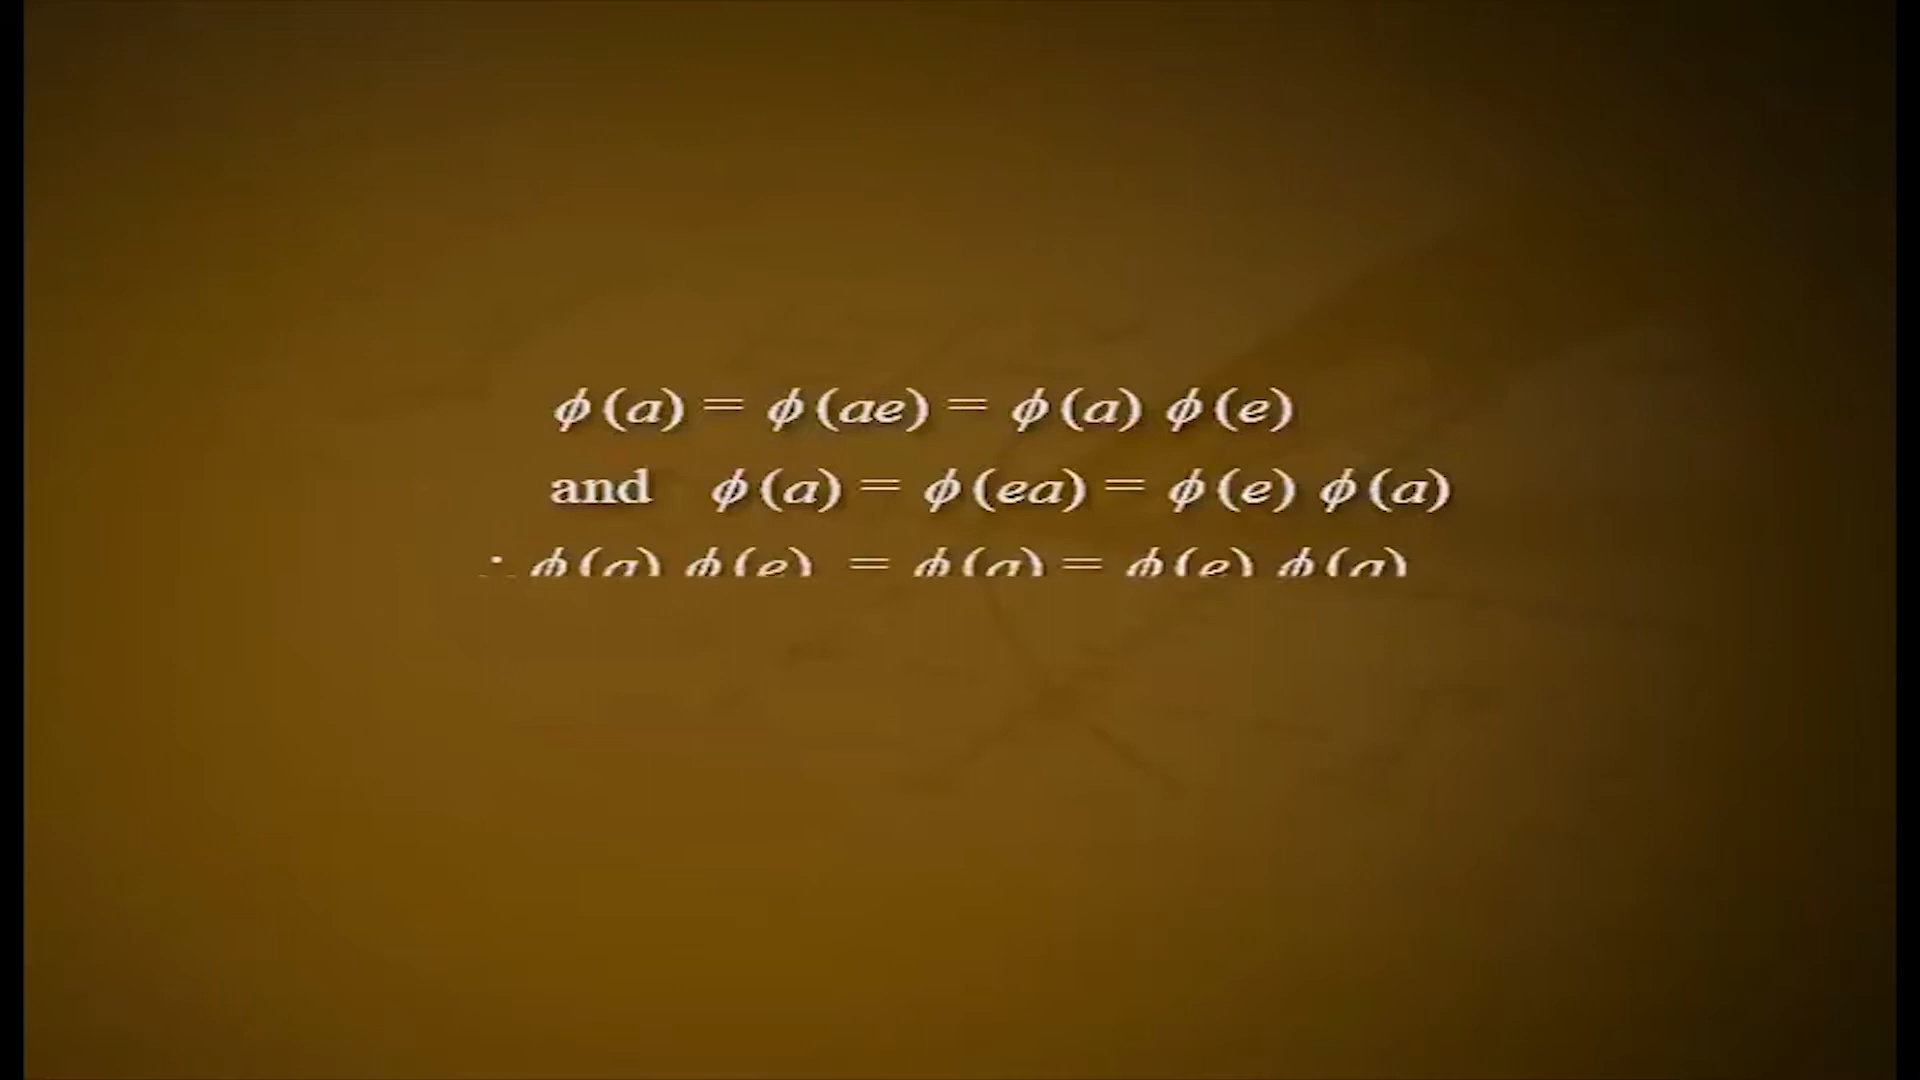 ϕ(a) = ϕ(ae) = ϕ(a) ϕ(e)
and ϕ(a) = ϕ(ea) = ϕ(e) ϕ(a)
∴ ϕ(a) ϕ(e) = ϕ(a) = ϕ(e) ϕ(a)